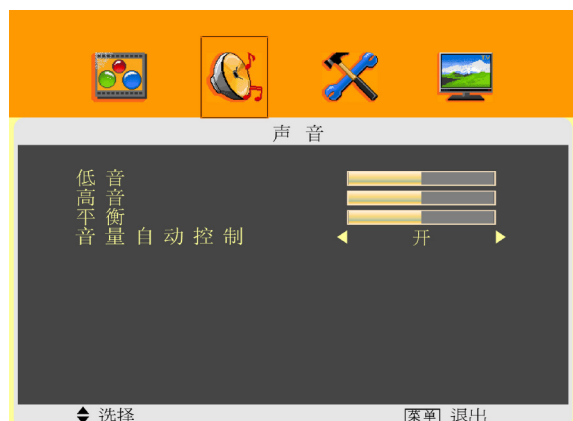 声 音
低 音
高 音
平 衡
音 量 自 动 控 制 开
选择 菜单 退出